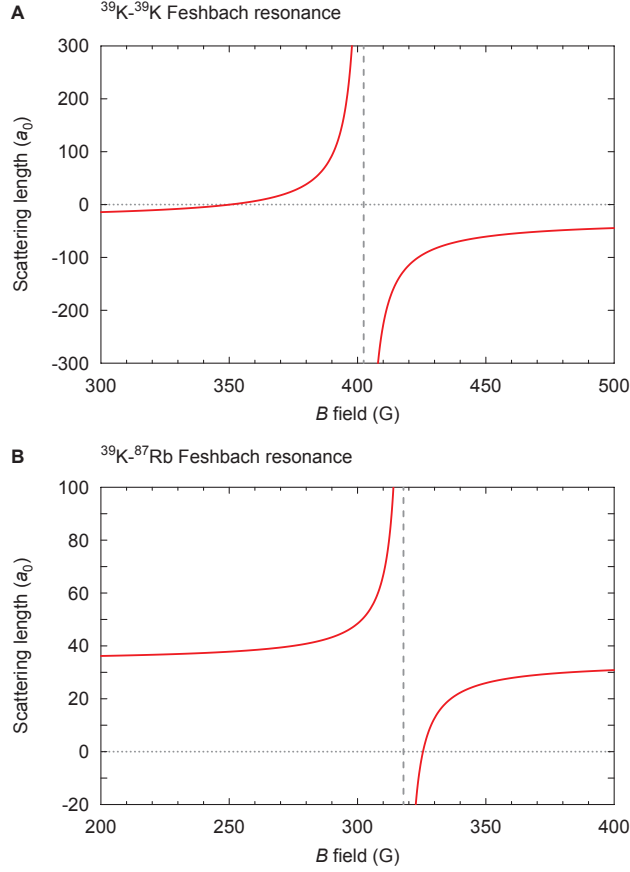 A
³⁹K-³⁹K Feshbach resonance
Scattering length (a₀)
300
200
100
0
-100
-200
-300
300 350 400 450 500
B field (G)
B
³⁹K-⁸⁷Rb Feshbach resonance
Scattering length (a₀)
100
80
60
40
20
0
-20
200 250 300 350 400
B field (G)